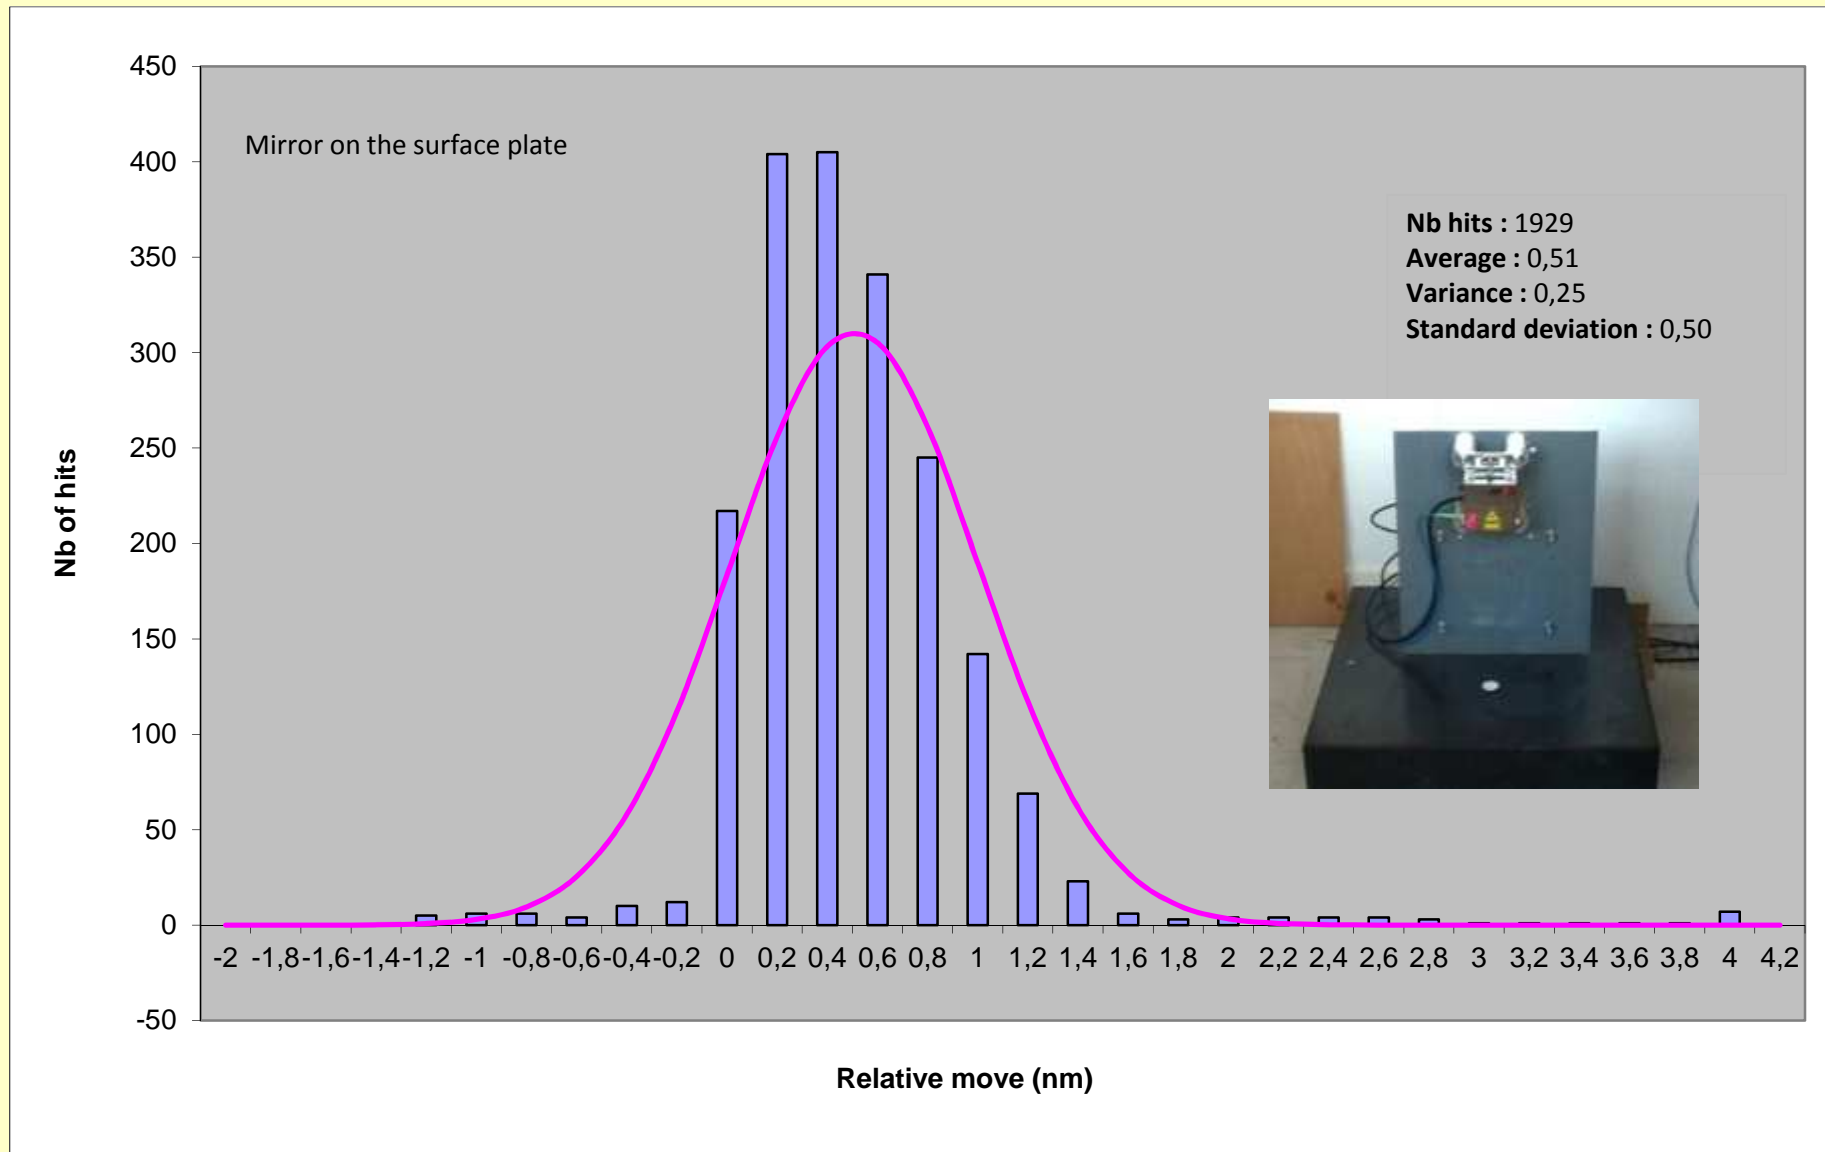 Mirror on the surface plate
Nb hits : 1929
Average : 0,51
Variance : 0,25
Standard deviation : 0,50
450
400
350
300
250
200
150
100
50
0
-50
Nb of hits
-2 -1,8 -1,6 -1,4 -1,2 -1 -0,8 -0,6 -0,4 -0,2 0 0,2 0,4 0,6 0,8 1 1,2 1,4 1,6 1,8 2 2,2 2,4 2,6 2,8 3 3,2 3,4 3,6 3,8 4 4,2
Relative move (nm)